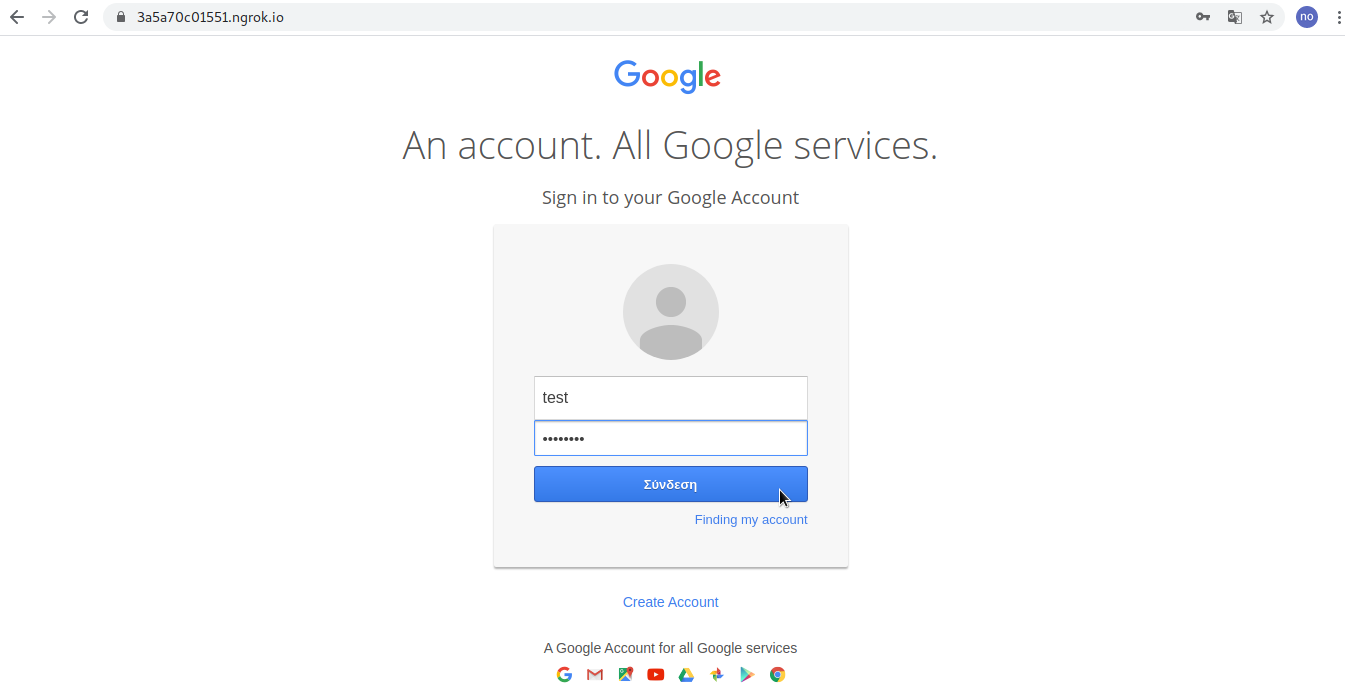 3a5a70c01551.ngrok.io
no
Google
An account. All Google services.
Sign in to your Google Account
test
••••••••
Σύνδεση
Finding my account
Create Account
A Google Account for all Google services